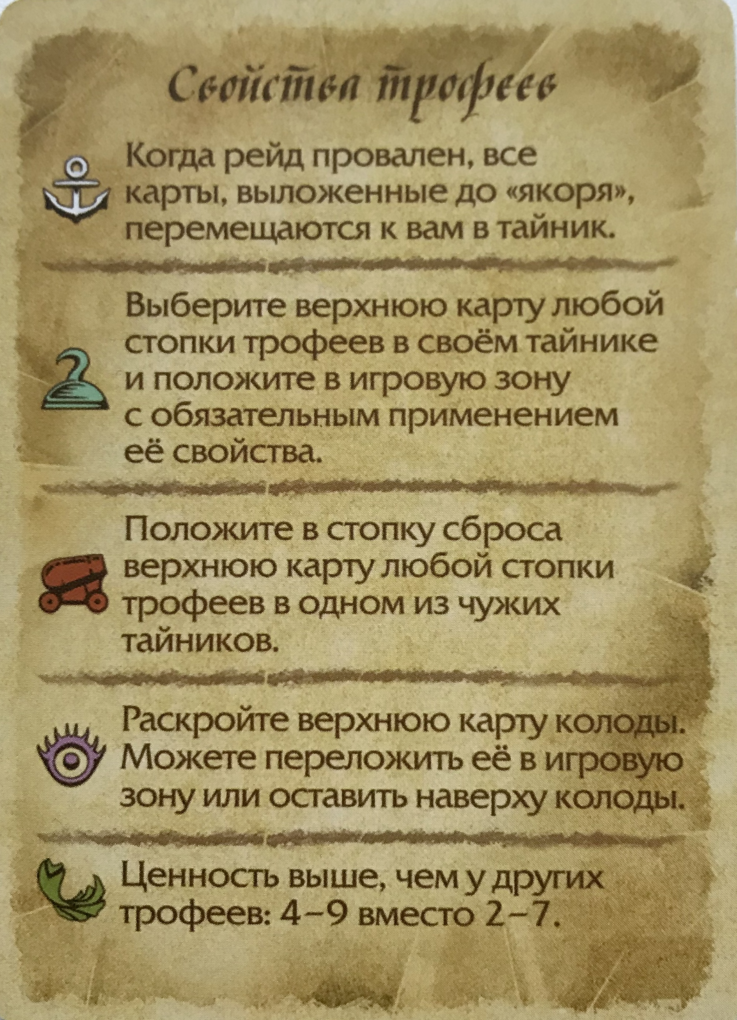 Свойства трофеев
Когда рейд провален, все
карты, выложенные до «якоря»,
перемещаются к вам в тайник.
Выберите верхнюю карту любой
стопки трофеев в своём тайнике
и положите в игровую зону
с обязательным применением
её свойства.
Положите в стопку сброса
верхнюю карту любой стопки
трофеев в одном из чужих
тайников.
Раскройте верхнюю карту колоды.
Можете переложить её в игровую
зону или оставить наверху колоды.
Ценность выше, чем у других
трофеев: 4–9 вместо 2–7.